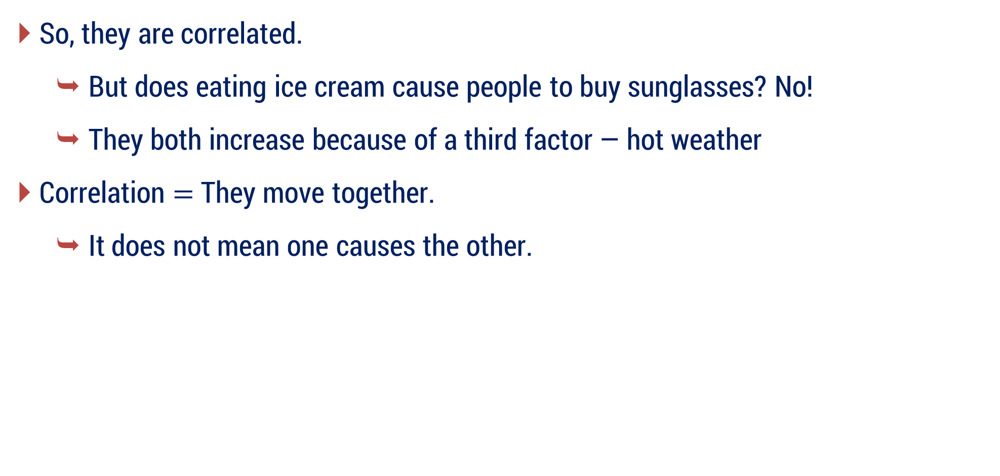 So, they are correlated.
But does eating ice cream cause people to buy sunglasses? No!
They both increase because of a third factor – hot weather
Correlation = They move together.
It does not mean one causes the other.